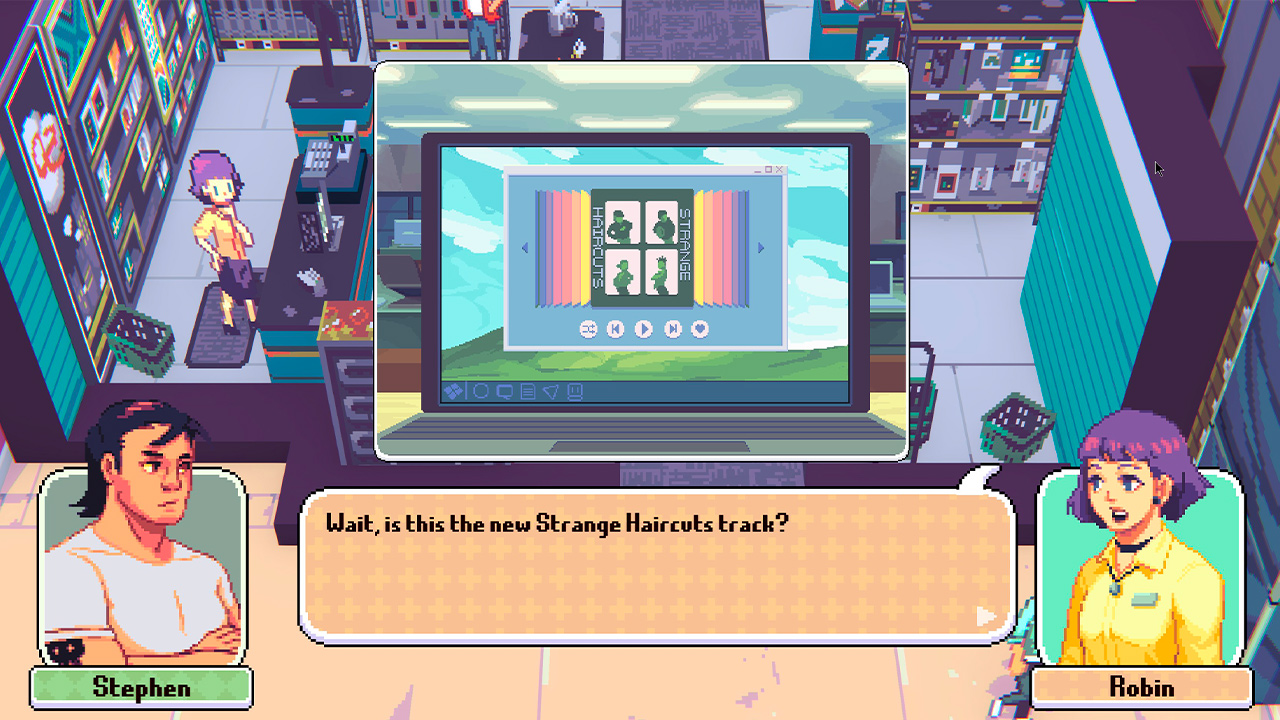 HAIRCUTS
STRANGE
Wait, is this the new Strange Haircuts track?
Stephen
Robin